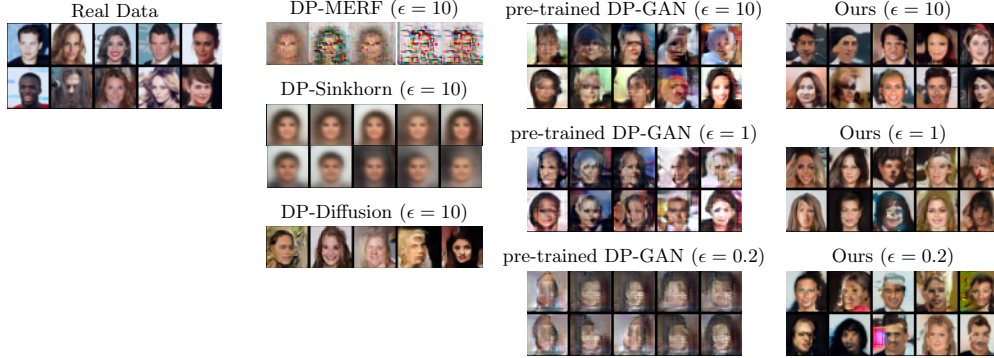 Real Data
DP-MERF (ϵ = 10)
DP-Sinkhorn (ϵ = 10)
DP-Diffusion (ϵ = 10)
pre-trained DP-GAN (ϵ = 10)
pre-trained DP-GAN (ϵ = 1)
pre-trained DP-GAN (ϵ = 0.2)
Ours (ϵ = 10)
Ours (ϵ = 1)
Ours (ϵ = 0.2)